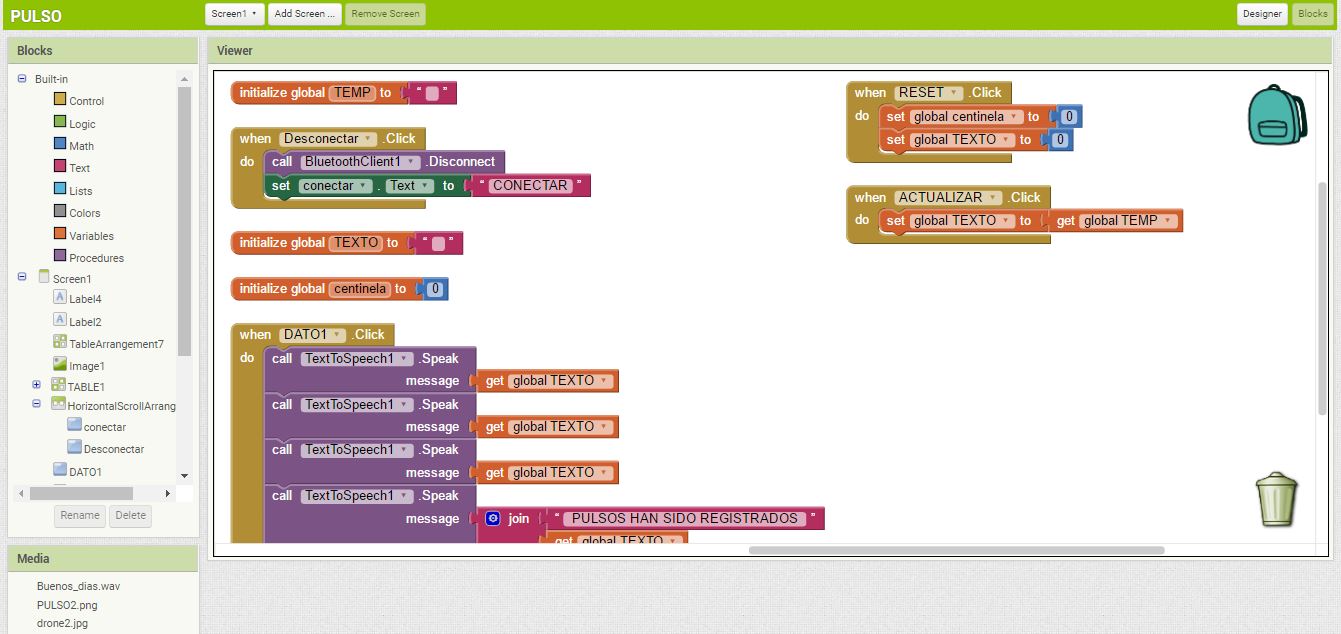 PULSO
Screen1 Add Screen ... Remove Screen
Designer Blocks
Blocks
Built-in
Control
Logic
Math
Text
Lists
Colors
Variables
Procedures
Screen1
Label4
Label2
TableArrangement7
Image1
TABLE1
HorizontalScrollArrang
conectar
Desconectar
DATO1
Rename Delete
Media
Buenos_dias.wav
PULSO2.png
drone2.jpg
Viewer
initialize global TEMP to " "
when Desconectar .Click
do call BluetoothClient1 .Disconnect
set conectar . Text to " CONECTAR "
initialize global TEXTO to " "
initialize global centinela to 0
when DATO1 .Click
do call TextToSpeech1 .Speak
message get global TEXTO
call TextToSpeech1 .Speak
message get global TEXTO
call TextToSpeech1 .Speak
message get global TEXTO
call TextToSpeech1 .Speak
message join " PULSOS HAN SIDO REGISTRADOS "
get global TEXTO
when RESET .Click
do set global centinela to 0
set global TEXTO to 0
when ACTUALIZAR .Click
do set global TEXTO to get global TEMP